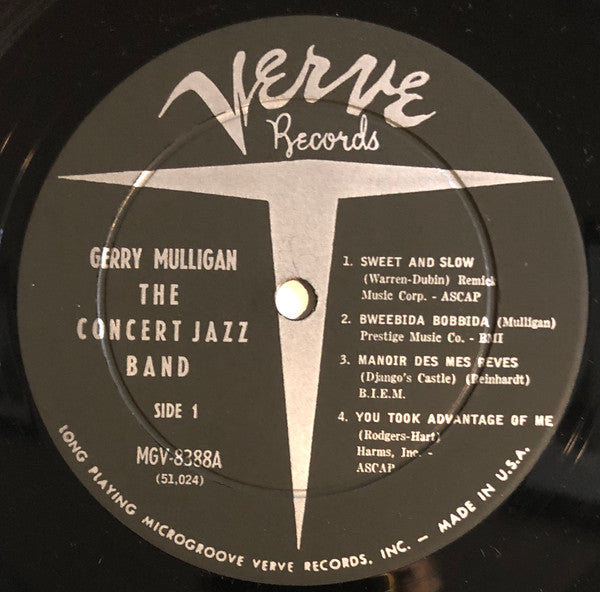 VERVE
Records
GERRY MULLIGAN
THE
CONCERT JAZZ
BAND
SIDE 1
MGV-8388A
(51,024)
1. SWEET AND SLOW
(Warren-Dubin) Remick
Music Corp. - ASCAP
2. BWEEBIDA BOBBIDA (Mulligan)
Prestige Music Co. - BMI
3. MANOIR DES MES REVES
(Django's Castle) (Reinhardt)
B.I.E.M.
4. YOU TOOK ADVANTAGE OF ME
(Rodgers-Hart)
Harms, Inc. -
ASCAP
LONG PLAYING MICROGROOVE VERVE RECORDS, INC. — MADE IN U.S.A.